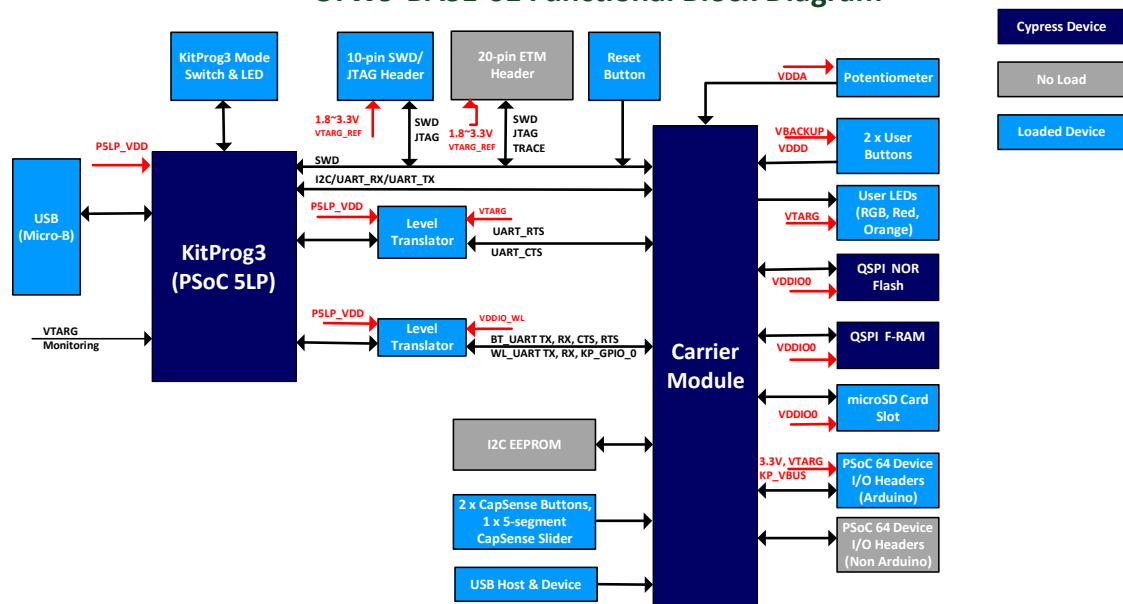 Cypress Device
No Load
Loaded Device
KitProg3 Mode
Switch & LED
10-pin SWD/
JTAG Header
20-pin ETM
Header
Reset
Button
1.8~3.3V
VTARG_REF
SWD
JTAG
1.8~3.3V
VTARG_REF
SWD
JTAG
TRACE
VDDA
Potentiometer
VBACKUP
VDDD
2 x User
Buttons
P5LP_VDD
SWD
I2C/UART_RX/UART_TX
USB
(Micro-B)
KitProg3
(PSoC 5LP)
P5LP_VDD
Level
Translator
VTARG
UART_RTS
UART_CTS
VTARG
User LEDs
(RGB, Red,
Orange)
VDDIO0
QSPI NOR
Flash
VTARG
Monitoring
P5LP_VDD
Level
Translator
VDDIO_WL
BT_UART TX, RX, CTS, RTS
WL_UART TX, RX, KP_GPIO_0
Carrier
Module
VDDIO0
QSPI F-RAM
VDDIO0
microSD Card
Slot
I2C EEPROM
3.3V, VTARG
KP_VBUS
PSoC 64 Device
I/O Headers
(Arduino)
2 x CapSense Buttons,
1 x 5-segment
CapSense Slider
PSoC 64 Device
I/O Headers
(Non Arduino)
USB Host & Device